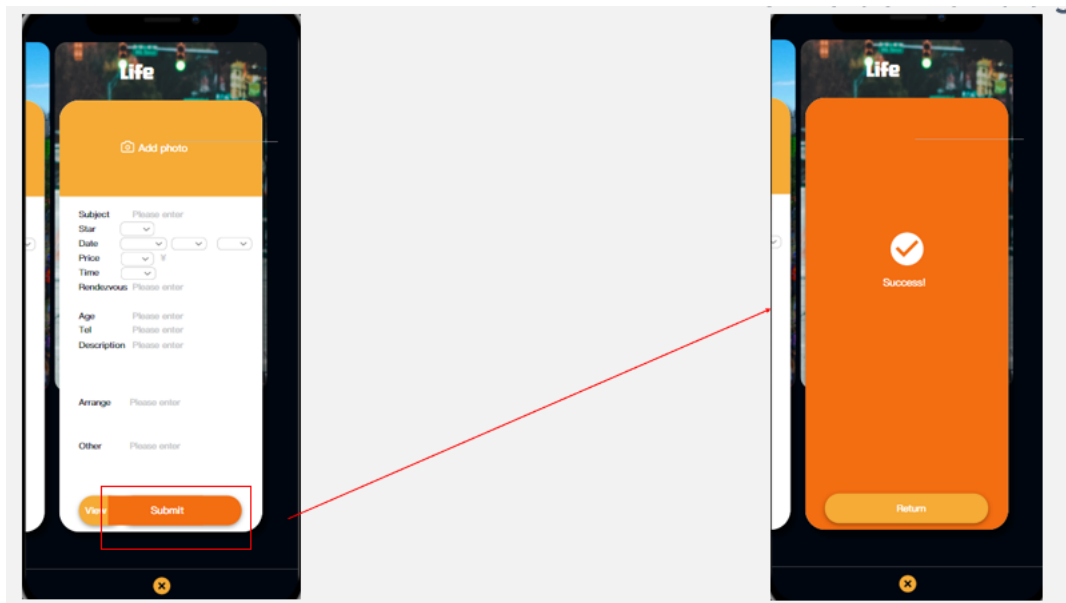 Life
Add photo
Subject Please enter
Star
Date
Price ¥
Time
Rendezvous Please enter
Age Please enter
Tel Please enter
Description Please enter
Arrange Please enter
Other Please enter
View Submit
Life
Success!
Return